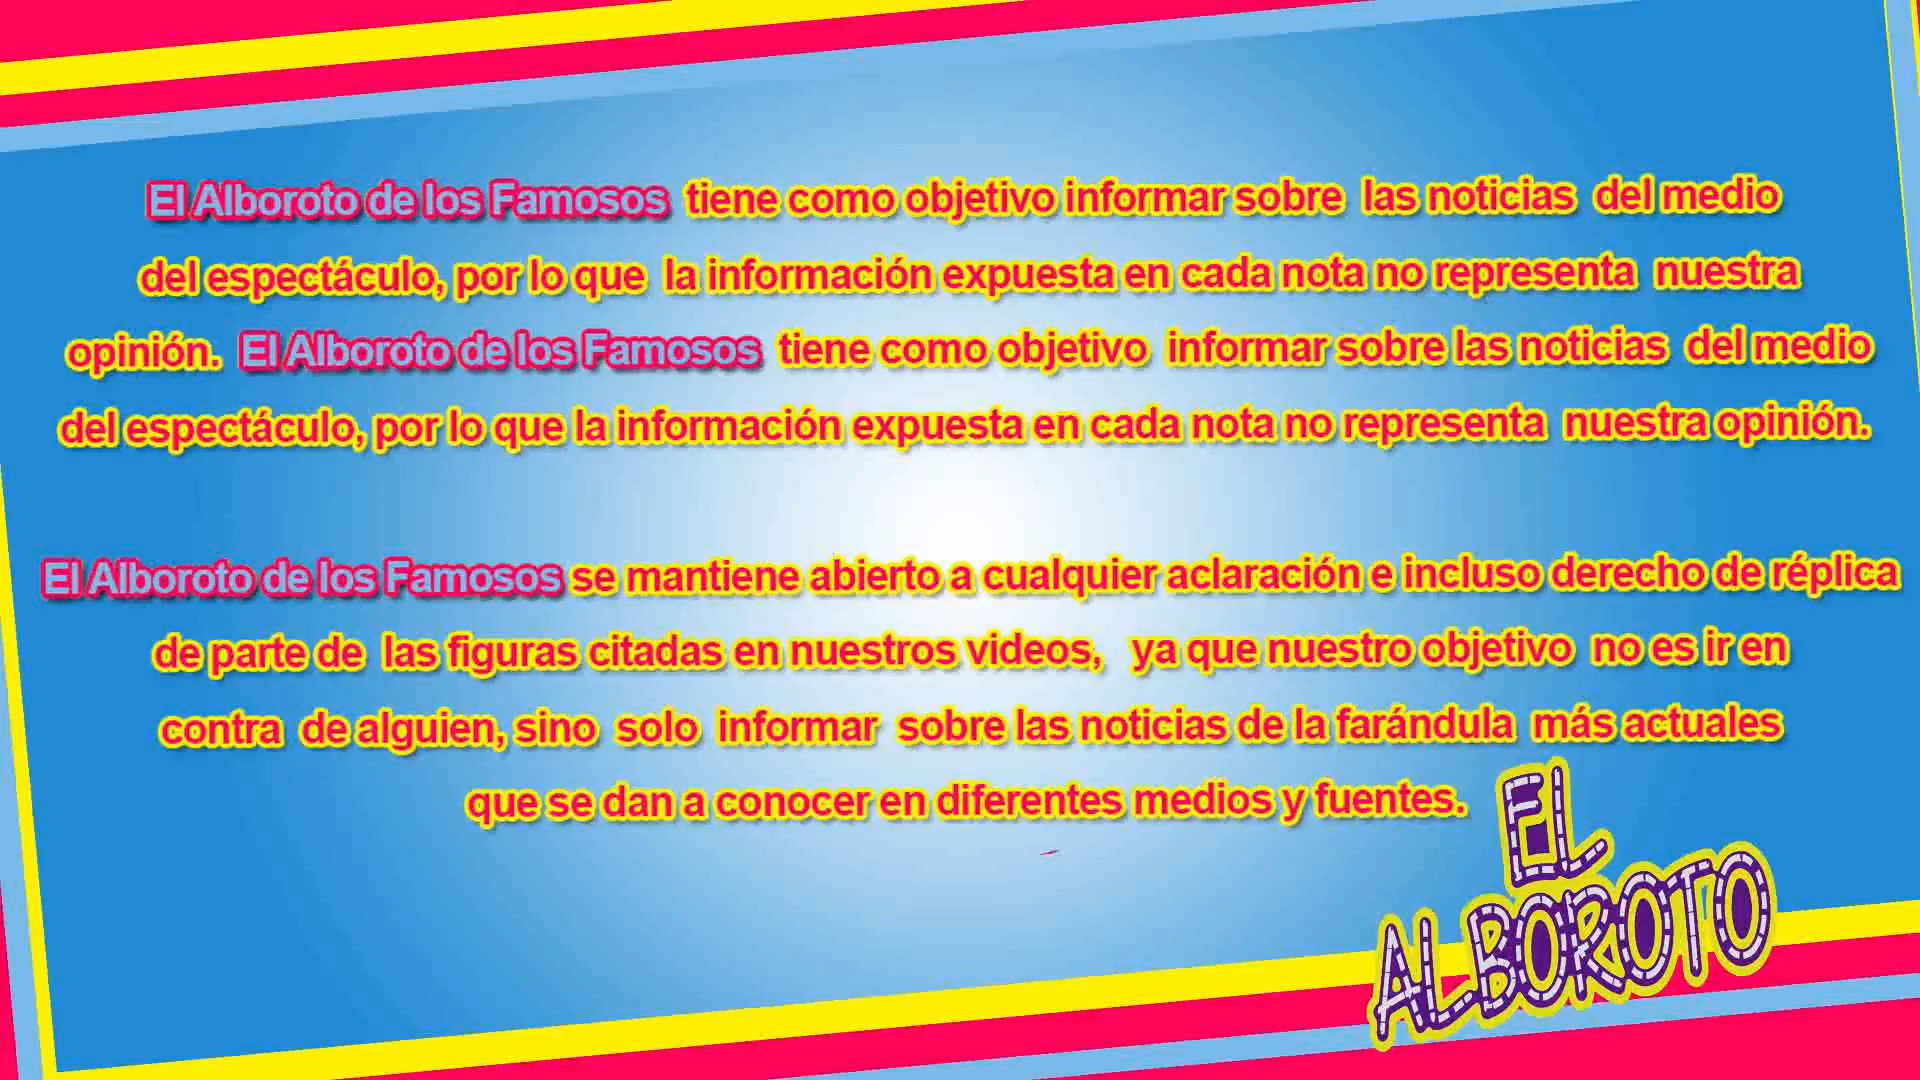 El Alboroto de los Famosos tiene como objetivo informar sobre las noticias del medio
del espectáculo, por lo que la información expuesta en cada nota no representa nuestra
opinión. El Alboroto de los Famosos tiene como objetivo informar sobre las noticias del medio
del espectáculo, por lo que la información expuesta en cada nota no representa nuestra opinión.
El Alboroto de los Famosos se mantiene abierto a cualquier aclaración e incluso derecho de réplica
de parte de las figuras citadas en nuestros videos, ya que nuestro objetivo no es ir en
contra de alguien, sino solo informar sobre las noticias de la farándula más actuales
que se dan a conocer en diferentes medios y fuentes.
EL
ALBOROTO